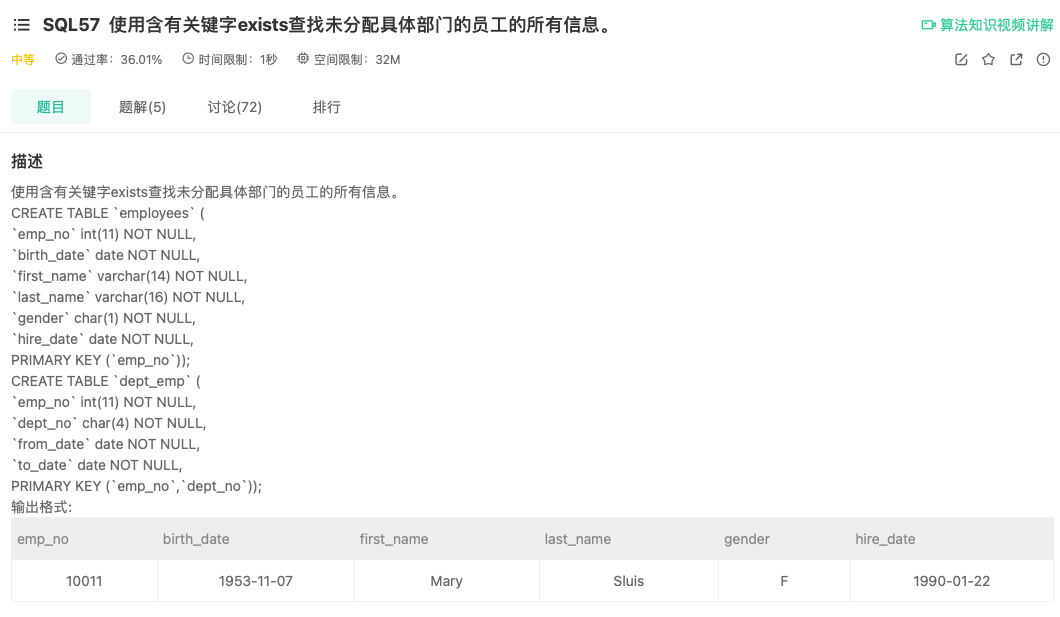 SQL57 使用含有关键字exists查找未分配具体部门的员工的所有信息。
算法知识视频讲解
中等 通过率：36.01% 时间限制：1秒 空间限制：32M
题目 题解(5) 讨论(72) 排行
描述
使用含有关键字exists查找未分配具体部门的员工的所有信息。
CREATE TABLE `employees` (
`emp_no` int(11) NOT NULL,
`birth_date` date NOT NULL,
`first_name` varchar(14) NOT NULL,
`last_name` varchar(16) NOT NULL,
`gender` char(1) NOT NULL,
`hire_date` date NOT NULL,
PRIMARY KEY (`emp_no`));
CREATE TABLE `dept_emp` (
`emp_no` int(11) NOT NULL,
`dept_no` char(4) NOT NULL,
`from_date` date NOT NULL,
`to_date` date NOT NULL,
PRIMARY KEY (`emp_no`,`dept_no`));
输出格式:
emp_no birth_date first_name last_name gender hire_date
10011 1953-11-07 Mary Sluis F 1990-01-22